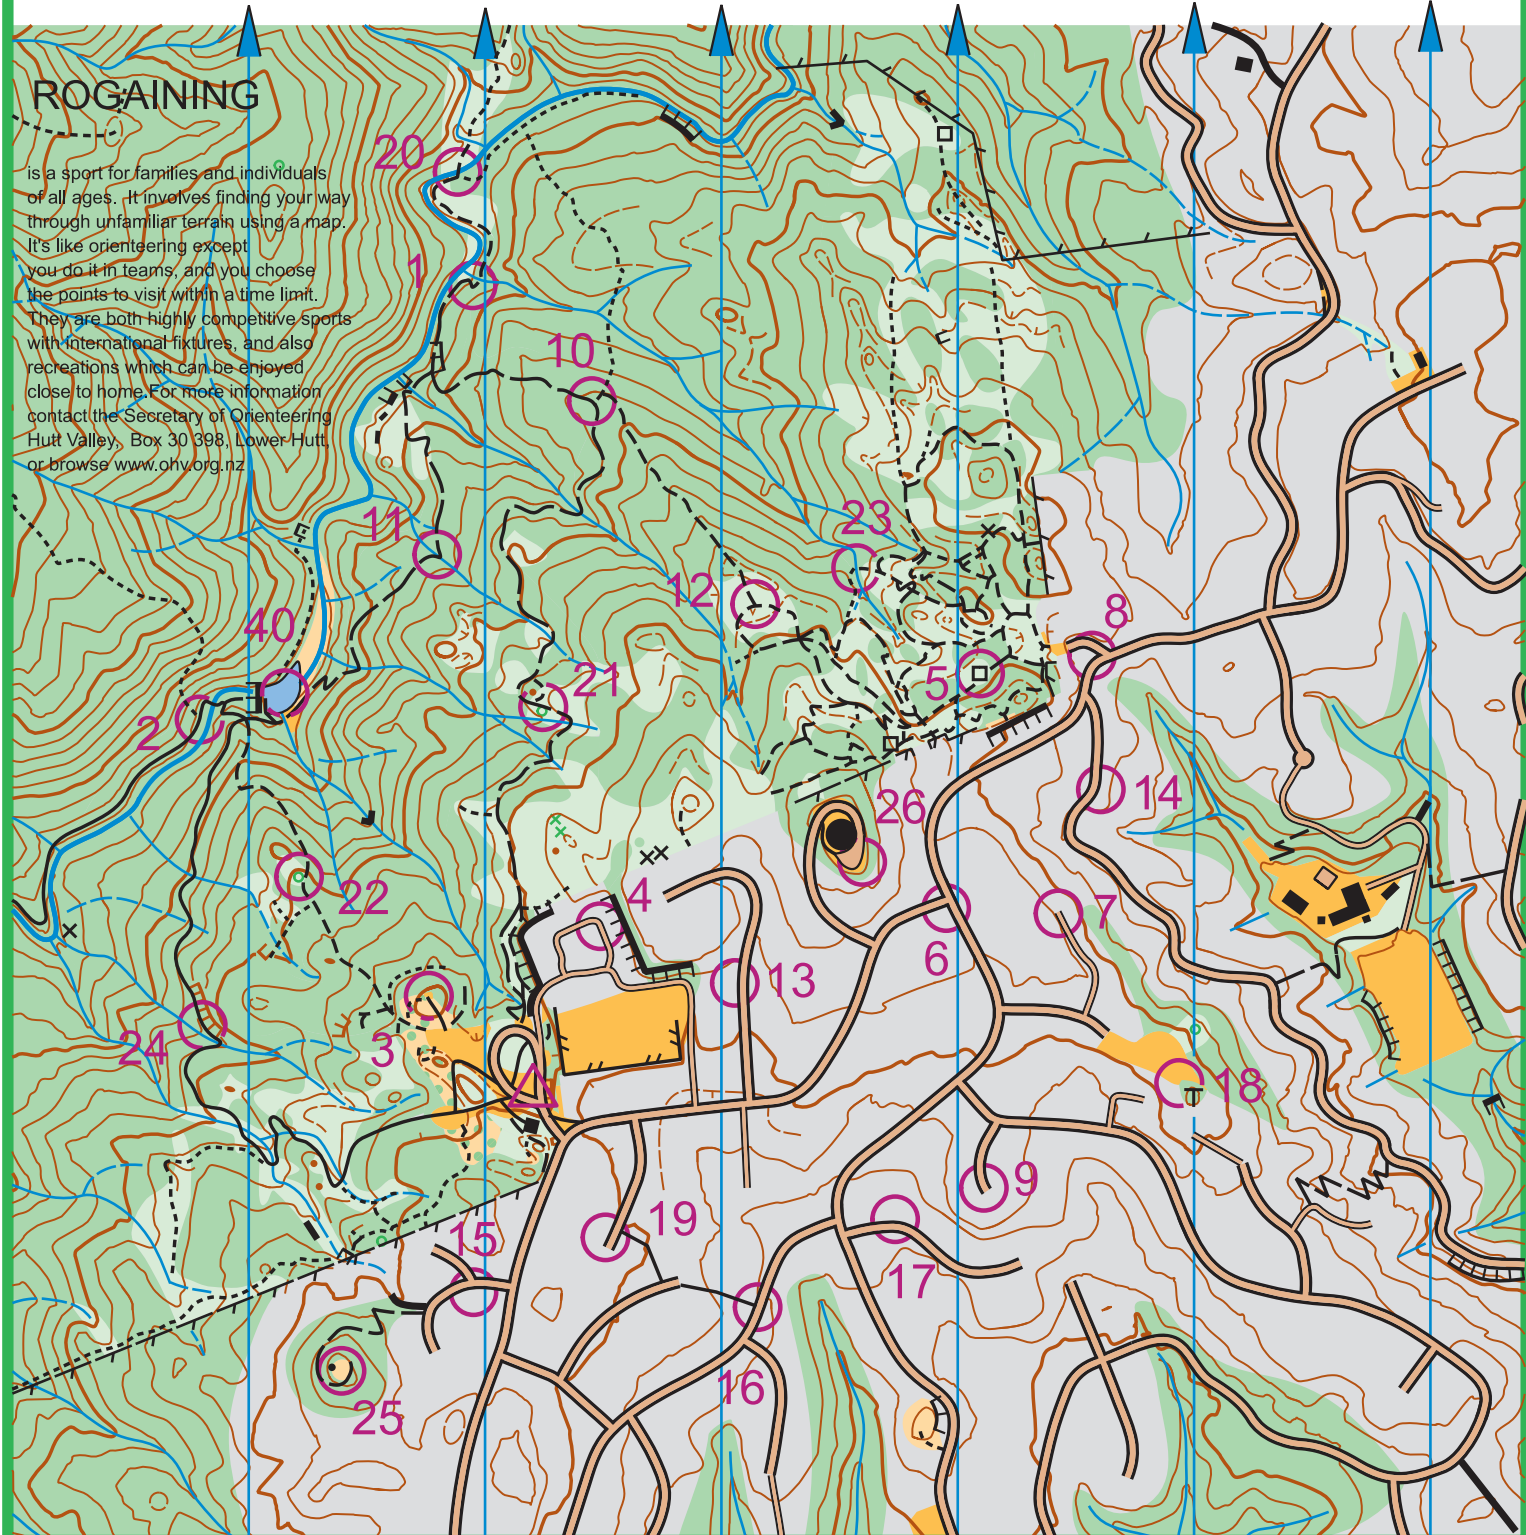 ROGAINING
is a sport for families and individuals
of all ages. It involves finding your way
through unfamiliar terrain using a map.
It's like orienteering except
you do it in teams, and you choose
the points to visit within a time limit.
They are both highly competitive sports
with international fixtures, and also
recreations which can be enjoyed
close to home.For more information
contact the Secretary of Orienteering
Hutt Valley, Box 30 398, Lower Hutt,
or browse www.ohv.org.nz
20
1
10
11
23
12
40
8
5
21
2
14
26
22
4
7
6
13
3
24
18
9
19
15
17
16
25